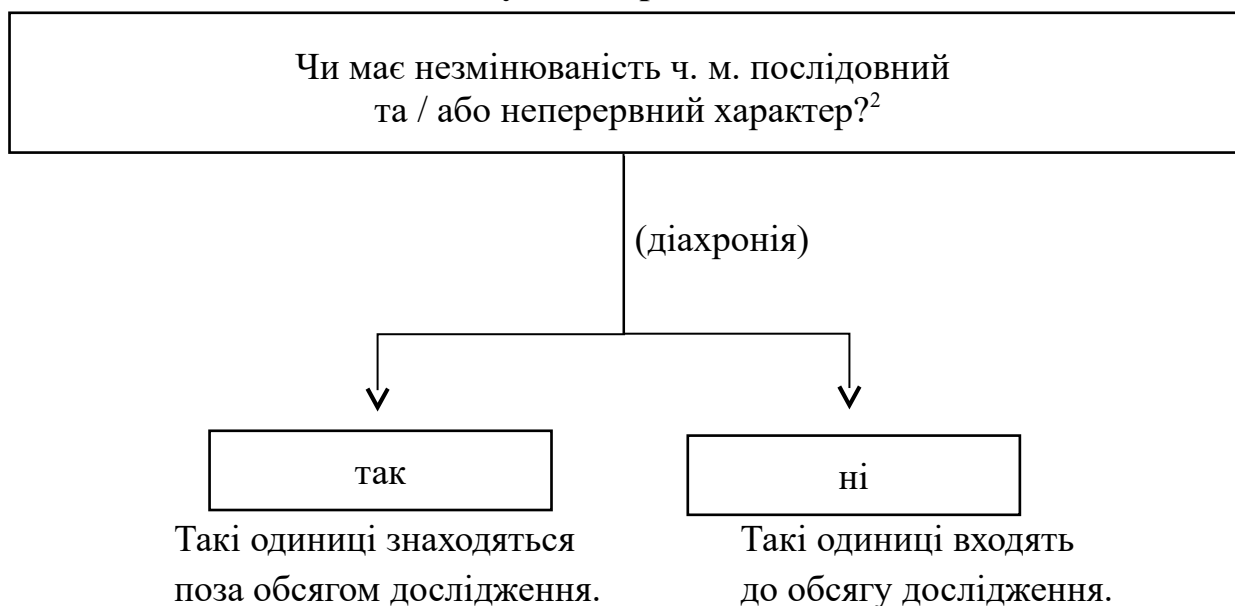 Чи має незмінюваність ч. м. послідовний
та / або неперервний характер?²
(діахронія)
так
ні
Такі одиниці знаходяться
поза обсягом дослідження.
Такі одиниці входять
до обсягу дослідження.